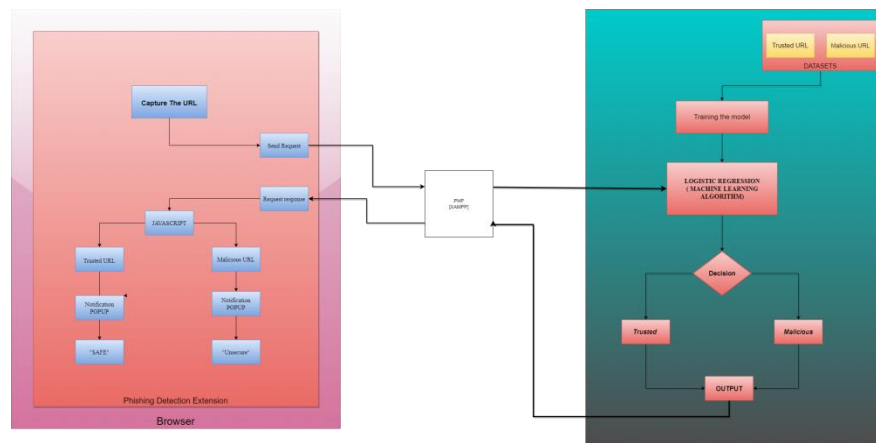 Capture The URL
Send Request
Request response
JAVASCRIPT
Trusted URL
Malicious URL
Notification
POPUP
Notification
POPUP
"SAFE"
"Unsecure"
Phishing Detection Extension
Browser
PHP
[XAMPP]
Trusted URL
Malicious URL
DATASETS
Training the model
LOGISTIC REGRESSION
( MACHINE LEARNING
ALGORITHM)
Decision
Trusted
Malicious
OUTPUT